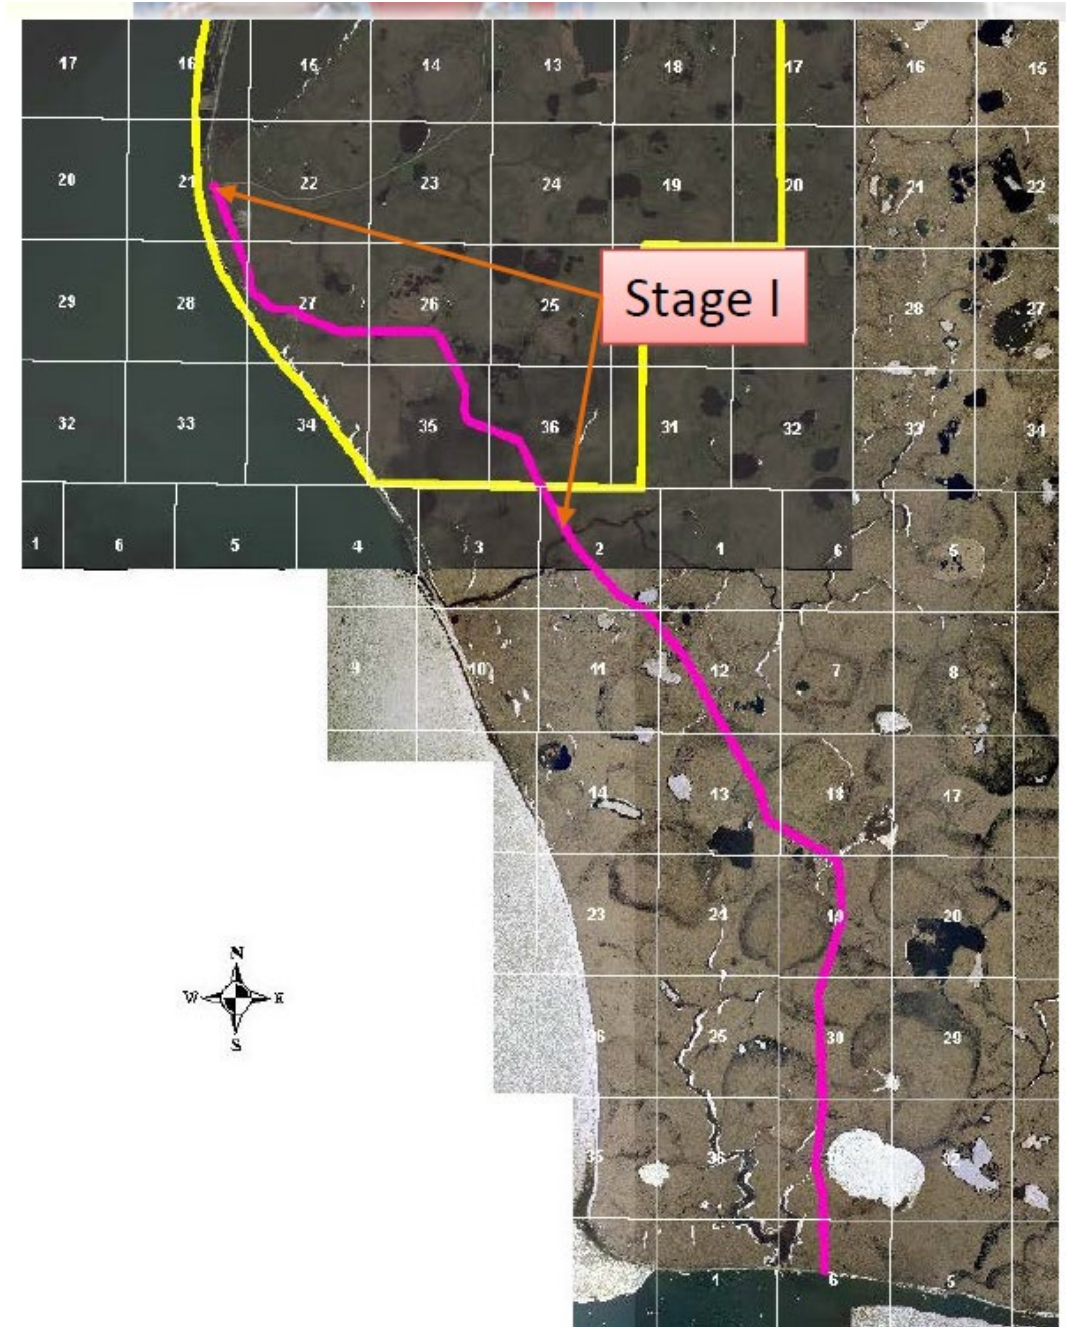 17 16 15 14 13 18 17 16 15
20 21 22 23 24 19 20 21 22
29 28 27 26 25 28 27
Stage I
32 33 34 35 36 31 32 33 34
1 6 5 4 3 2 1 6 5
9 10 11 12 7 8
14 13 18 17
23 24 19 20
N
W E
S
25 30 29
35 36 32
1 6 5